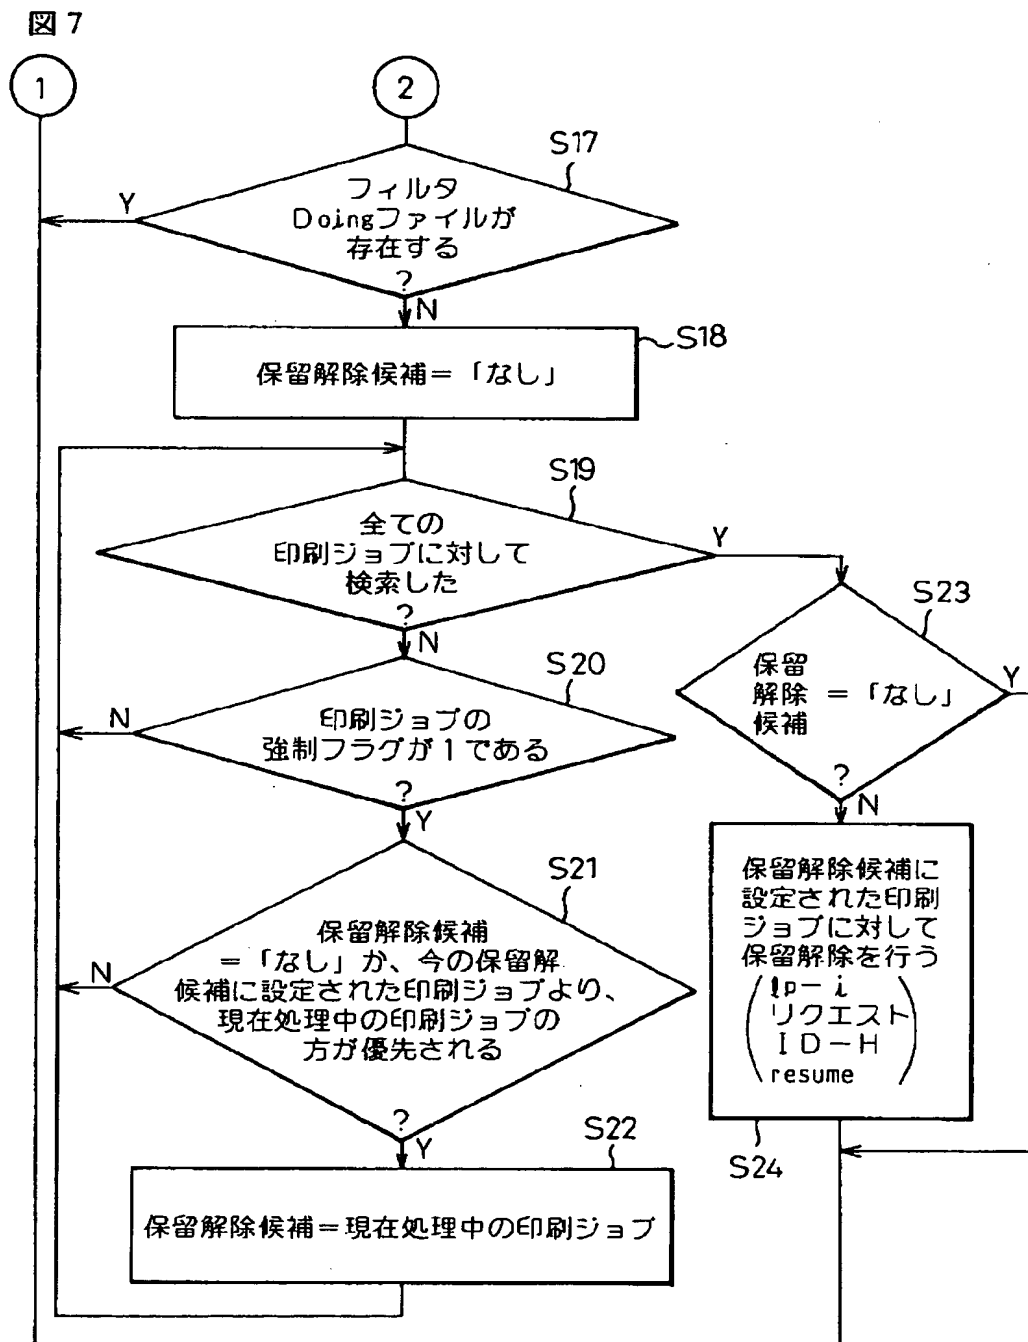 図7
1
2
S17
フィルタ
Doingファイルが
存在する
?
Y
N
S18
保留解除候補=「なし」
S19
全ての
印刷ジョブに対して
検索した
?
Y
N
S20
印刷ジョブの
強制フラグが1である
?
N
Y
S21
保留解除候補
=「なし」か、今の保留解
候補に設定された印刷ジョブより、
現在処理中の印刷ジョブの
方が優先される
?
N
Y
S22
保留解除候補=現在処理中の印刷ジョブ
S23
保留
解除 =「なし」
候補
?
Y
N
保留解除候補に
設定された印刷
ジョブに対して
保留解除を行う
lp-i
リクエスト
ID-H
resume
S24